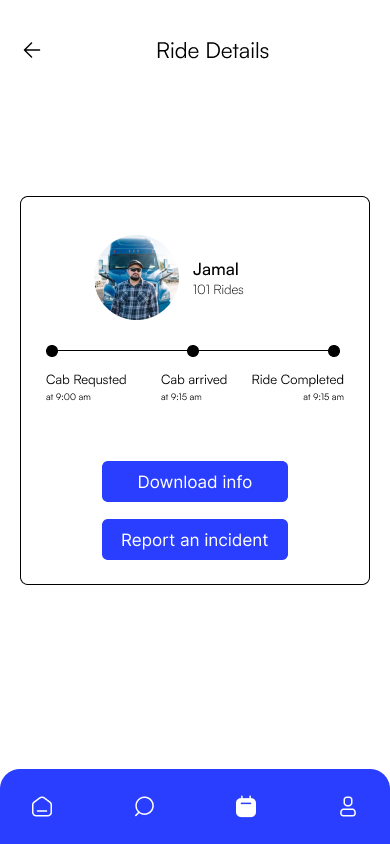 Ride Details
Jamal
101 Rides
Cab Requsted
at 9:00 am
Cab arrived
at 9:15 am
Ride Completed
at 9:15 am
Download info
Report an incident